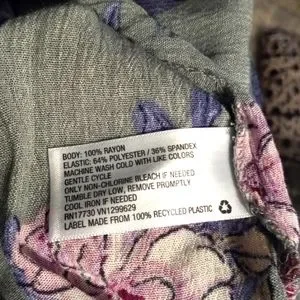 BODY: 100% RAYON
ELASTIC: 64% POLYESTER / 36% SPANDEX
MACHINE WASH COLD WITH LIKE COLORS
GENTLE CYCLE
ONLY NON-CHLORINE BLEACH IF NEEDED
TUMBLE DRY LOW, REMOVE PROMPTLY
COOL IRON IF NEEDED
RN17730 VN1299629
LABEL MADE FROM 100% RECYCLED PLASTIC